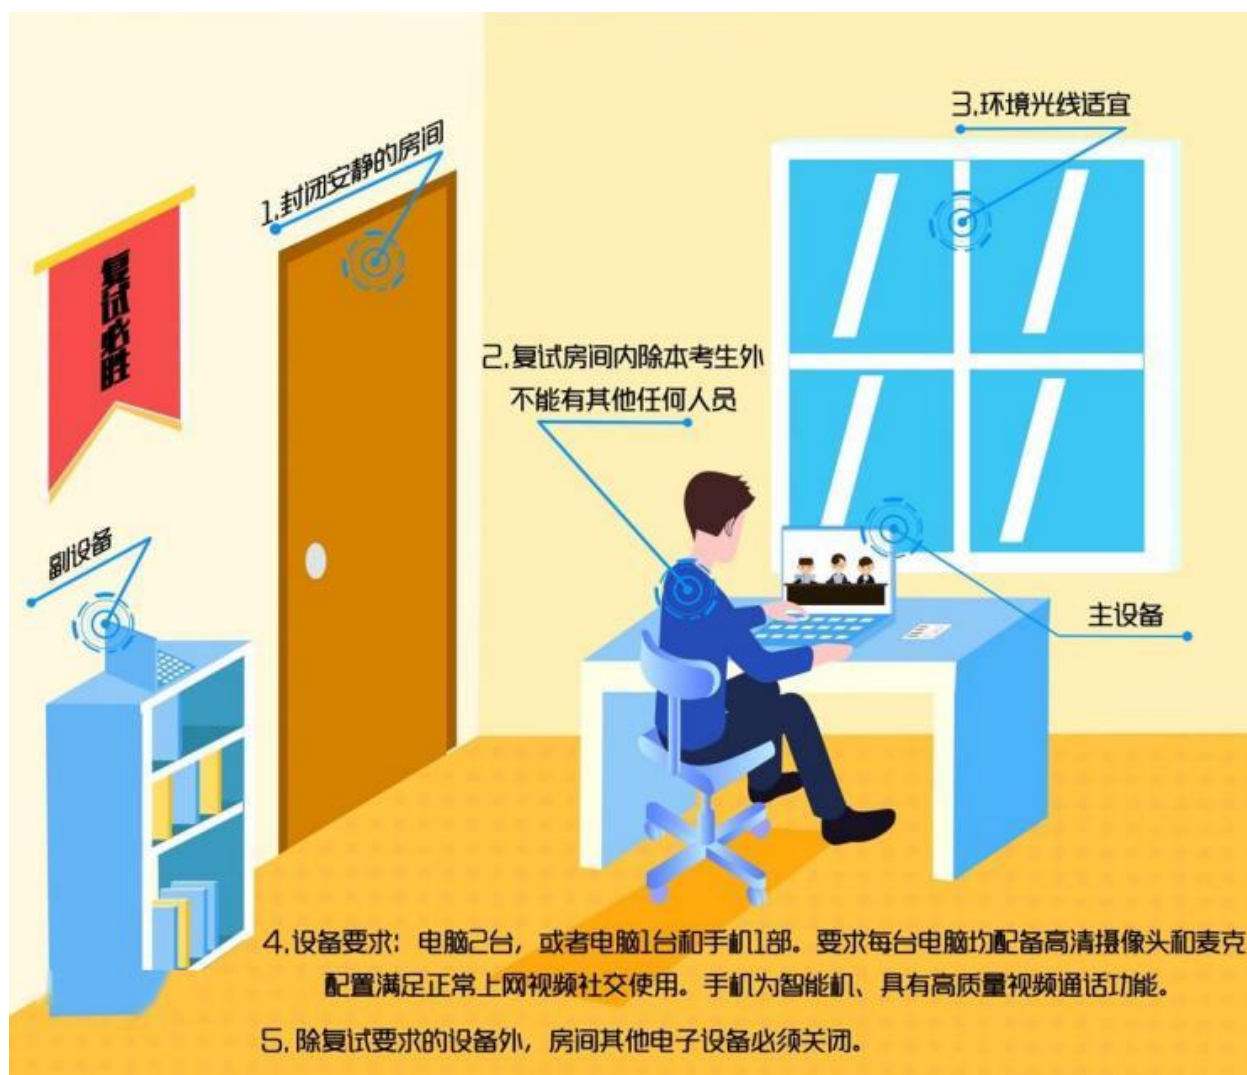 3.环境光线适宜
1.封闭安静的房间
复试必胜
2.复试房间内除本考生外
不能有其他任何人员
副设备
主设备
4.设备要求：电脑2台，或者电脑1台和手机1部。要求每台电脑均配备高清摄像头和麦克
配置满足正常上网视频社交使用。手机为智能机、具有高质量视频通话功能。
5.除复试要求的设备外，房间其他电子设备必须关闭。